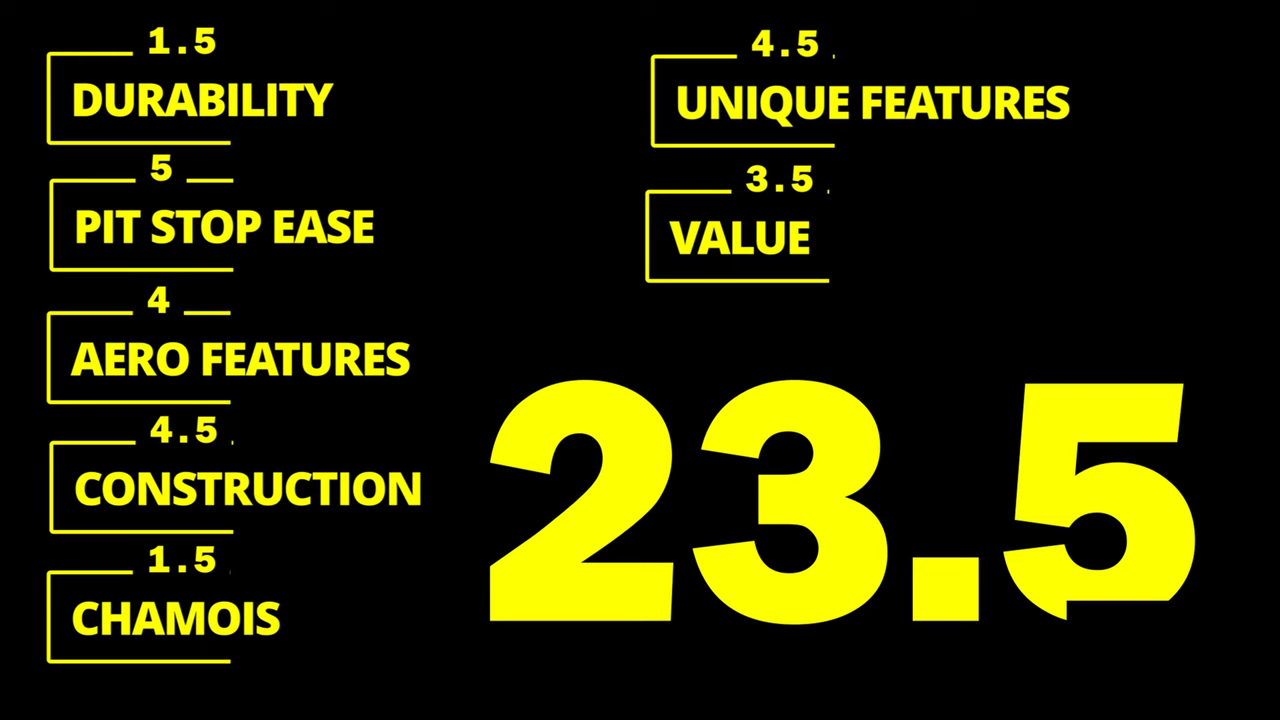 1.5
DURABILITY
5
PIT STOP EASE
4
AERO FEATURES
4.5
CONSTRUCTION
1.5
CHAMOIS
4.5
UNIQUE FEATURES
3.5
VALUE
23.5